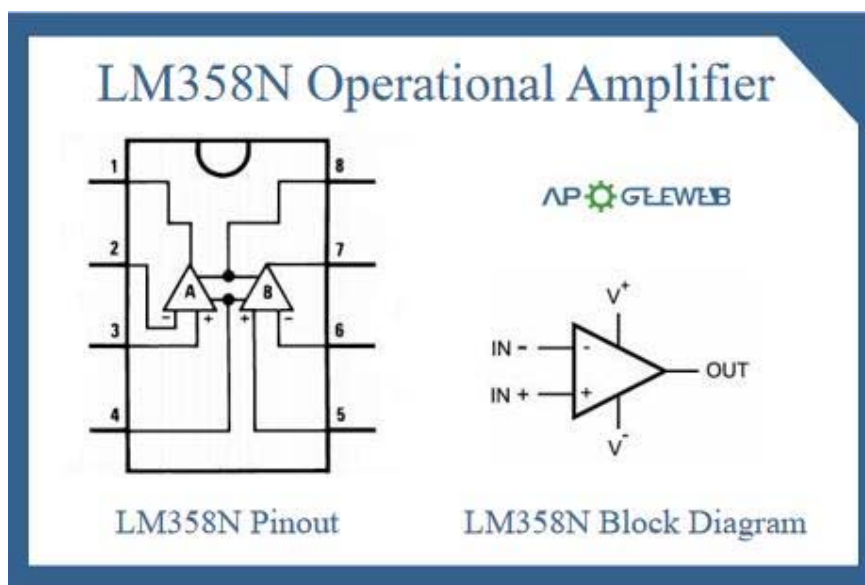 LM358N Operational Amplifier
1
8
2
7
A
B
-
+
+
-
3
6
4
5
APOGEEWEB
V+
IN -
-
OUT
IN +
+
V-
LM358N Pinout
LM358N Block Diagram